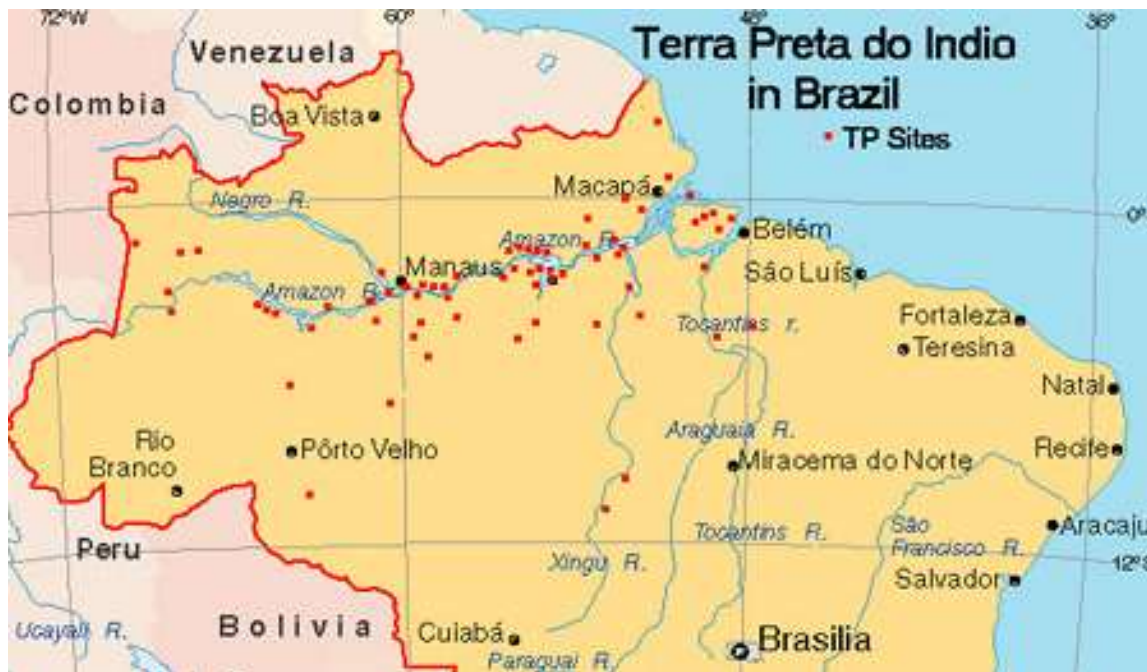 72°W
60°
48°
36°
Venezuela
Terra Preta do Indio
in Brazil
TP Sites
Colombia
Boa Vista
Macapá
Negro R.
0°
Amazon R.
Belém
Manaus
São Luís
Amazon R.
Tocantins r.
Fortaleza
Teresina
Natal
Rio
Branco
Pôrto Velho
Araguaia R.
Miracema do Norte
Recife
Peru
Xingu R.
Tocantins R.
São
Francisco R.
Aracaju
12°S
Salvador
Ucayali R.
Bolivia
Cuiabá
Paraguai R.
Brasilia